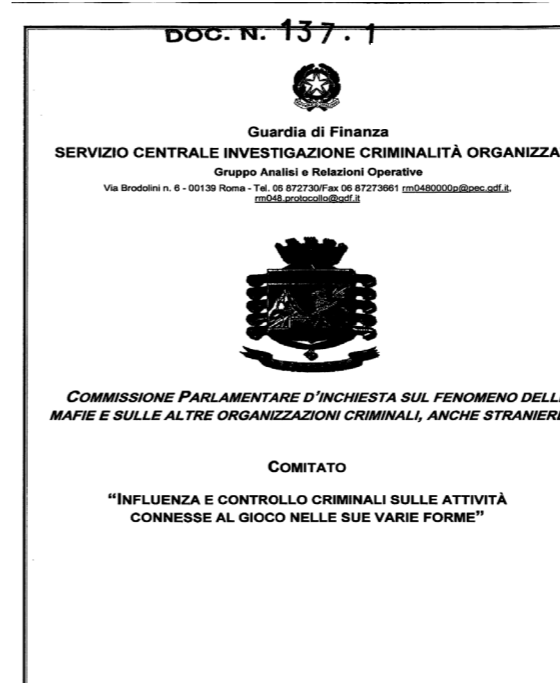 DOC. N. 137.1
Guardia di Finanza
SERVIZIO CENTRALE INVESTIGAZIONE CRIMINALITÀ ORGANIZZA
Gruppo Analisi e Relazioni Operative
Via Brodolini n. 6 - 00139 Roma - Tel. 06 872730/Fax 06 87273661 rm0480000p@pec.gdf.it,
rm048.protocollo@gdf.it
COMMISSIONE PARLAMENTARE D'INCHIESTA SUL FENOMENO DELL
MAFIE E SULLE ALTRE ORGANIZZAZIONI CRIMINALI, ANCHE STRANIERE
COMITATO
"INFLUENZA E CONTROLLO CRIMINALI SULLE ATTIVITÀ
CONNESSE AL GIOCO NELLE SUE VARIE FORME"